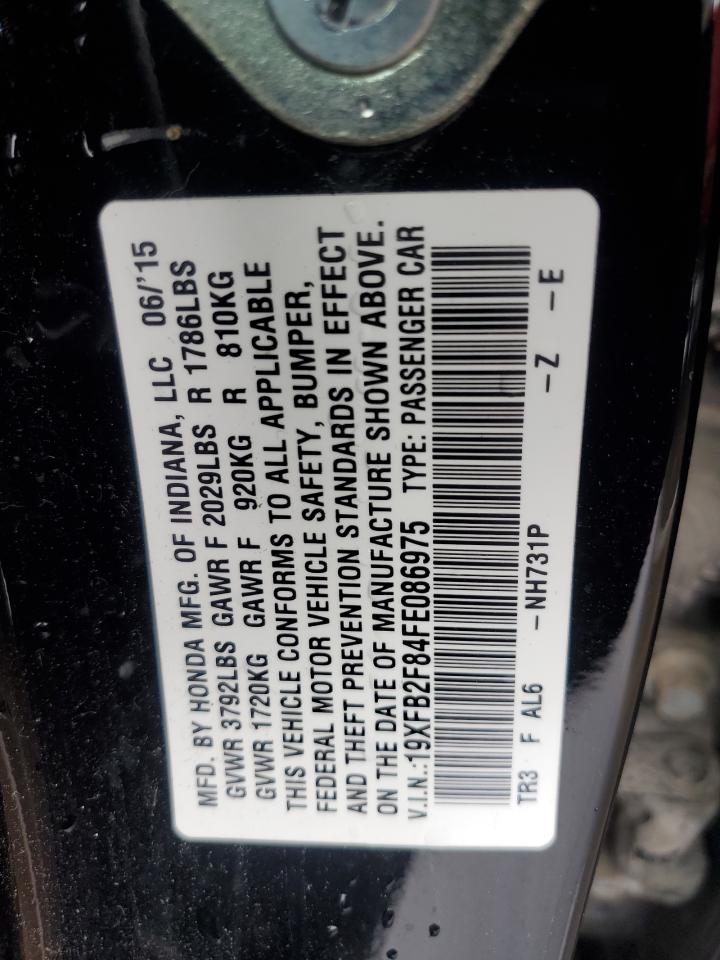 MFD. BY HONDA MFG. OF INDIANA, LLC 06/'15
GVWR 3792LBS GAWR F 2029LBS R 1786LBS
GVWR 1720KG GAWR F 920KG R 810KG
THIS VEHICLE CONFORMS TO ALL APPLICABLE
FEDERAL MOTOR VEHICLE SAFETY, BUMPER,
AND THEFT PREVENTION STANDARDS IN EFFECT
ON THE DATE OF MANUFACTURE SHOWN ABOVE.
V.I.N.:19XFB2F84FE086975 TYPE: PASSENGER CAR
TR3 F AL6 -NH731P -Z -E